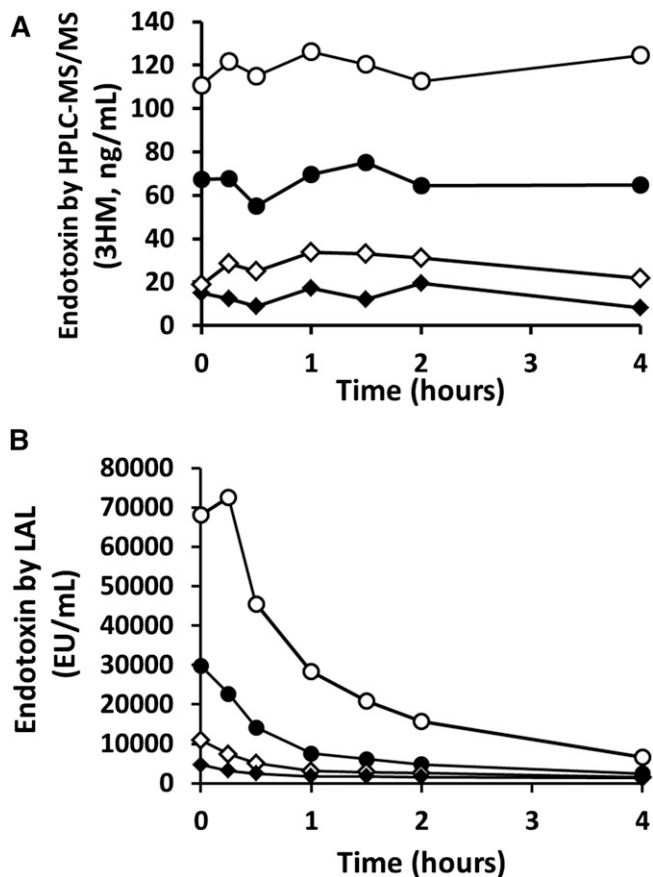 A
Endotoxin by HPLC-MS/MS
(3HM, ng/mL)
140
120
100
80
60
40
20
0
0 1 2 3 4
Time (hours)
B
Endotoxin by LAL
(EU/mL)
80000
70000
60000
50000
40000
30000
20000
10000
0
0 1 2 3 4
Time (hours)